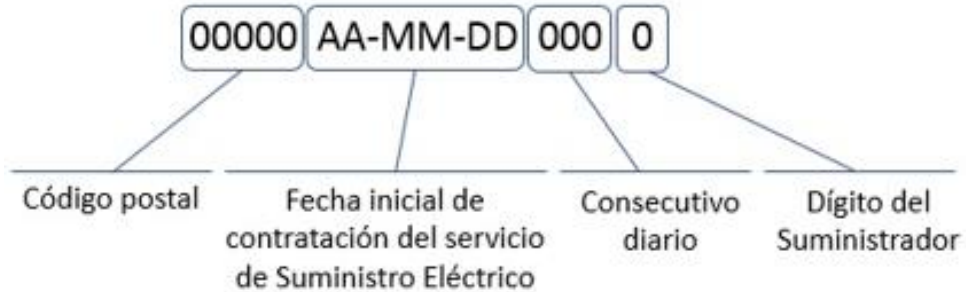 00000 AA-MM-DD 000 0
Código postal
Fecha inicial de
contratación del servicio
de Suministro Eléctrico
Consecutivo
diario
Dígito del
Suministrador